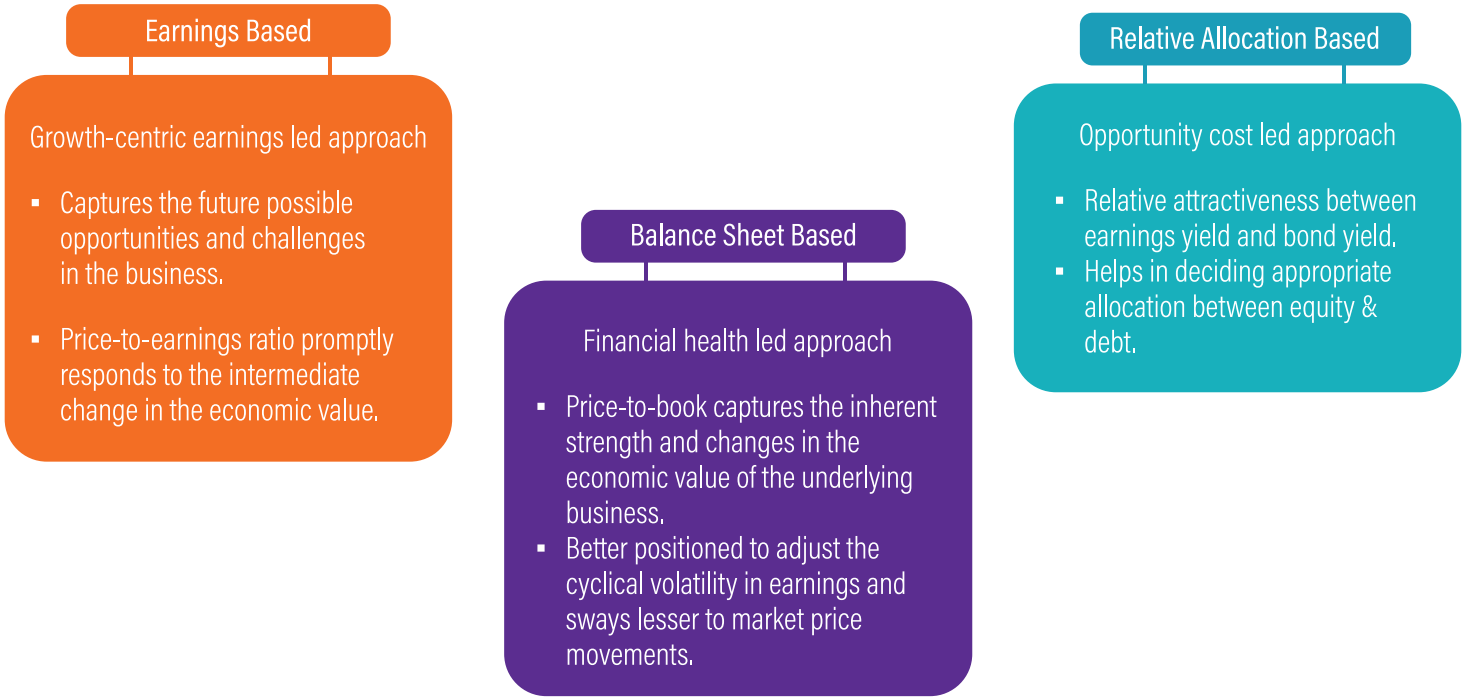 Earnings Based
Growth-centric earnings led approach
▪ Captures the future possible
opportunities and challenges
in the business.
▪ Price-to-earnings ratio promptly
responds to the intermediate
change in the economic value.
Balance Sheet Based
Financial health led approach
▪ Price-to-book captures the inherent
strength and changes in the
economic value of the underlying
business.
▪ Better positioned to adjust the
cyclical volatility in earnings and
sways lesser to market price
movements.
Relative Allocation Based
Opportunity cost led approach
▪ Relative attractiveness between
earnings yield and bond yield.
▪ Helps in deciding appropriate
allocation between equity &
debt.